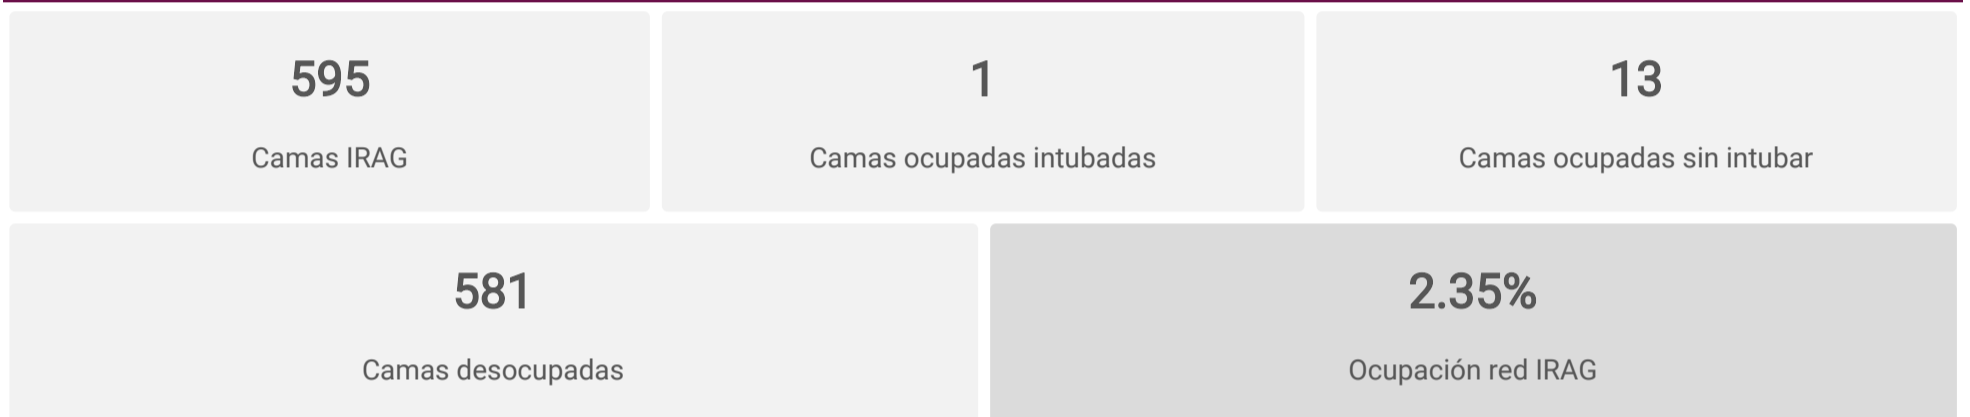 595
Camas IRAG
1
Camas ocupadas intubadas
13
Camas ocupadas sin intubar
581
Camas desocupadas
2.35%
Ocupación red IRAG